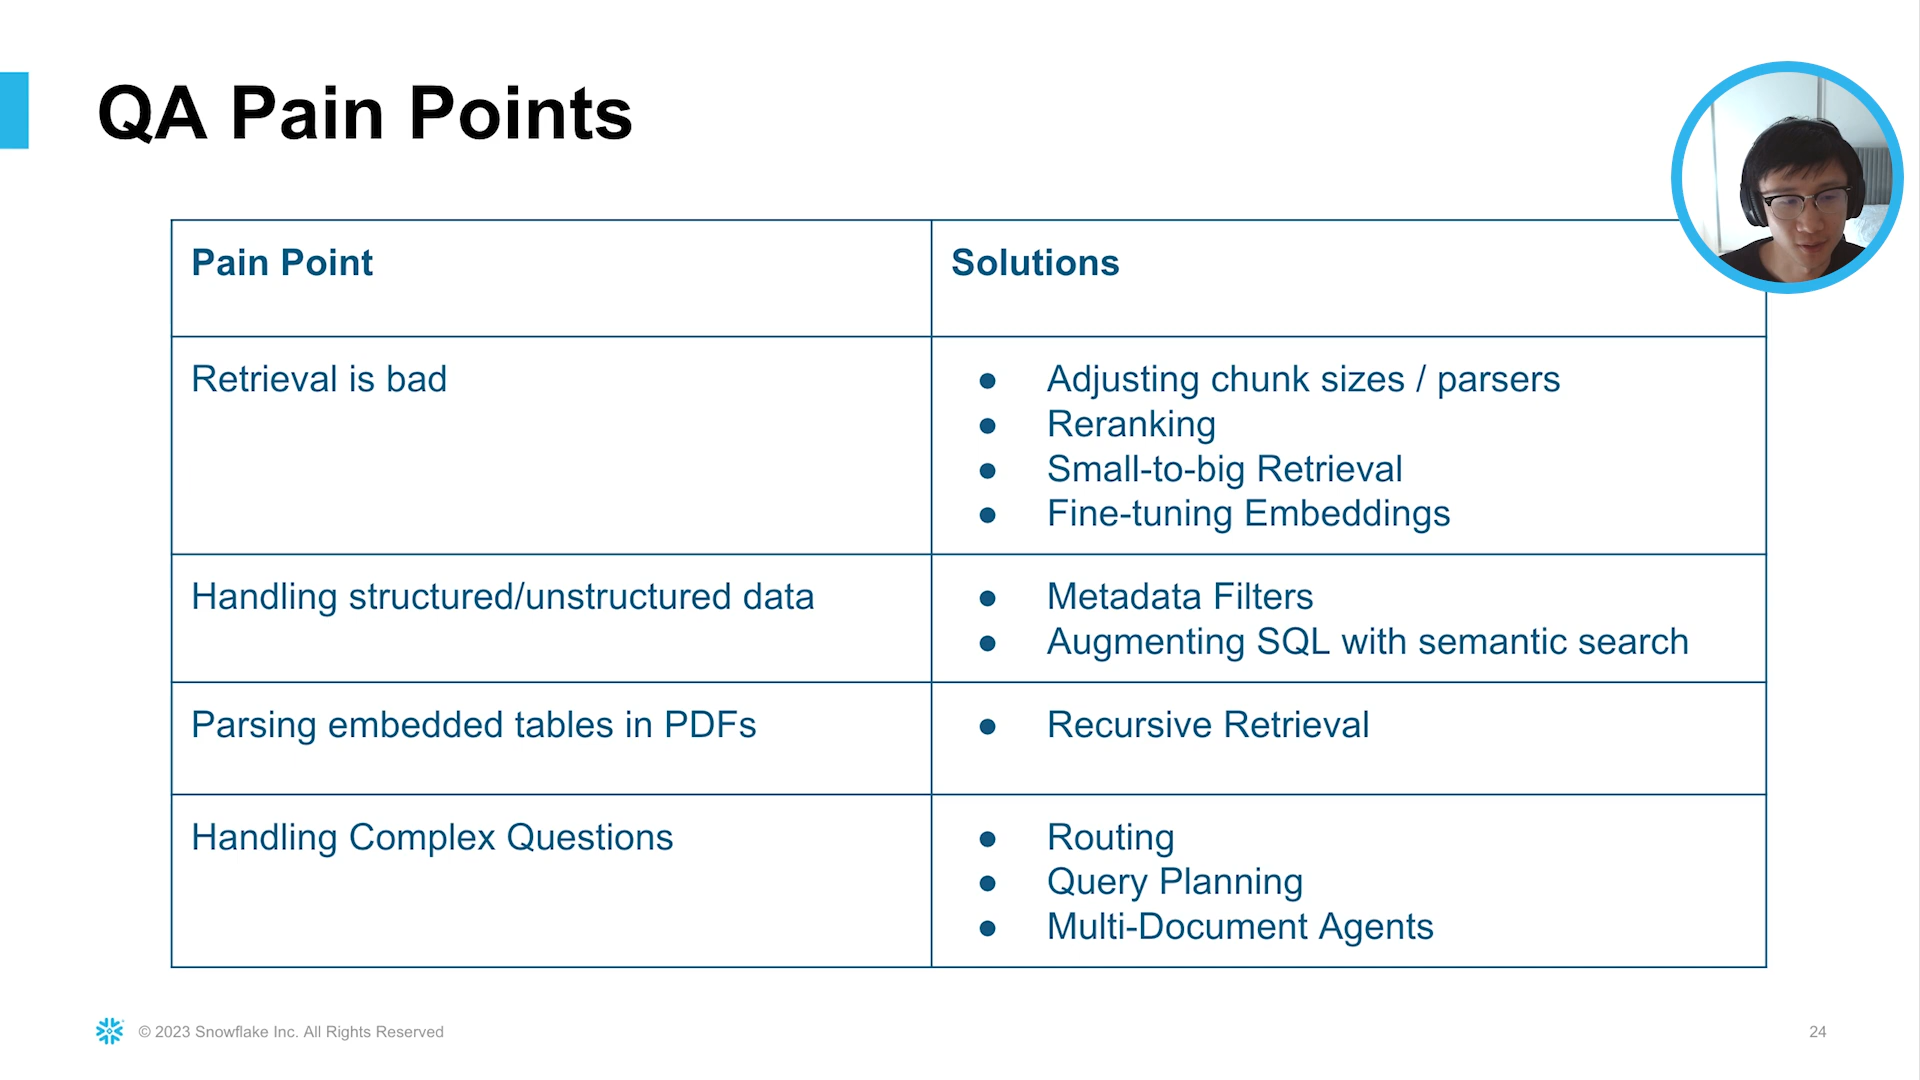 QA Pain Points
Pain Point
Solutions
Retrieval is bad
● Adjusting chunk sizes / parsers
● Reranking
● Small-to-big Retrieval
● Fine-tuning Embeddings
Handling structured/unstructured data
● Metadata Filters
● Augmenting SQL with semantic search
Parsing embedded tables in PDFs
● Recursive Retrieval
Handling Complex Questions
● Routing
● Query Planning
● Multi-Document Agents
© 2023 Snowflake Inc. All Rights Reserved
24